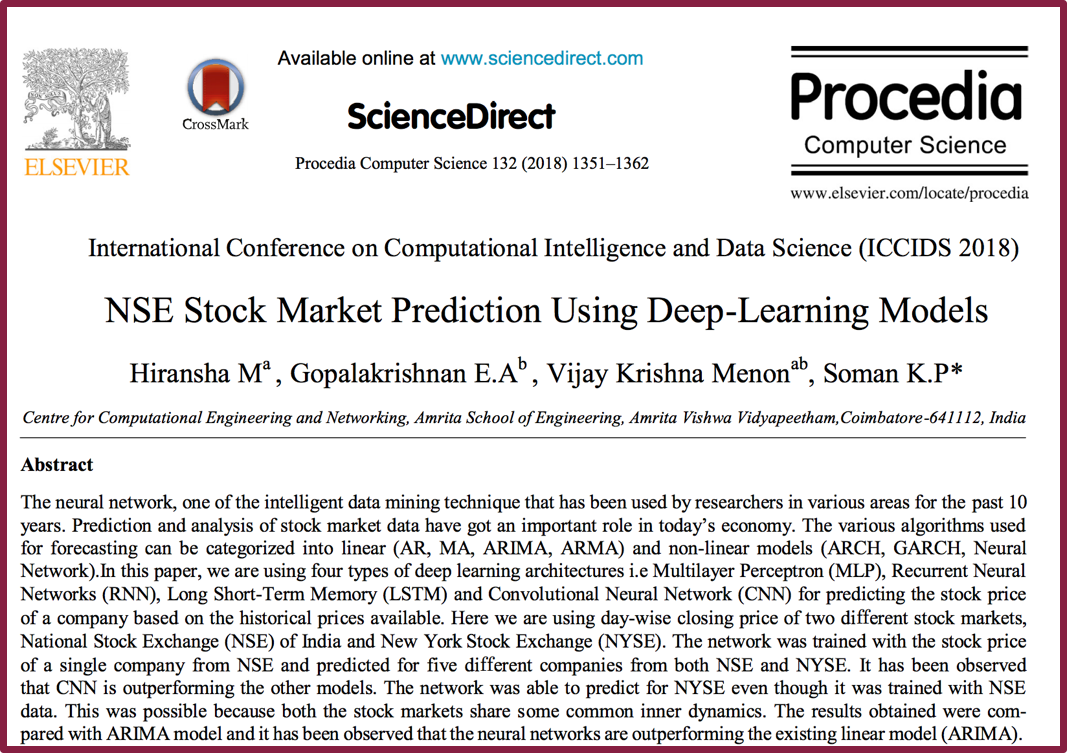 Available online at www.sciencedirect.com
ScienceDirect
CrossMark
ELSEVIER
Procedia Computer Science 132 (2018) 1351–1362
Procedia
Computer Science
www.elsevier.com/locate/procedia
International Conference on Computational Intelligence and Data Science (ICCIDS 2018)
NSE Stock Market Prediction Using Deep-Learning Models
Hiransha Mᵃ , Gopalakrishnan E.Aᵇ , Vijay Krishna Menonᵃᵇ, Soman K.P*
Centre for Computational Engineering and Networking, Amrita School of Engineering, Amrita Vishwa Vidyapeetham,Coimbatore-641112, India
Abstract
The neural network, one of the intelligent data mining technique that has been used by researchers in various areas for the past 10
years. Prediction and analysis of stock market data have got an important role in today's economy. The various algorithms used
for forecasting can be categorized into linear (AR, MA, ARIMA, ARMA) and non-linear models (ARCH, GARCH, Neural
Network).In this paper, we are using four types of deep learning architectures i.e Multilayer Perceptron (MLP), Recurrent Neural
Networks (RNN), Long Short-Term Memory (LSTM) and Convolutional Neural Network (CNN) for predicting the stock price
of a company based on the historical prices available. Here we are using day-wise closing price of two different stock markets,
National Stock Exchange (NSE) of India and New York Stock Exchange (NYSE). The network was trained with the stock price
of a single company from NSE and predicted for five different companies from both NSE and NYSE. It has been observed
that CNN is outperforming the other models. The network was able to predict for NYSE even though it was trained with NSE
data. This was possible because both the stock markets share some common inner dynamics. The results obtained were com-
pared with ARIMA model and it has been observed that the neural networks are outperforming the existing linear model (ARIMA).